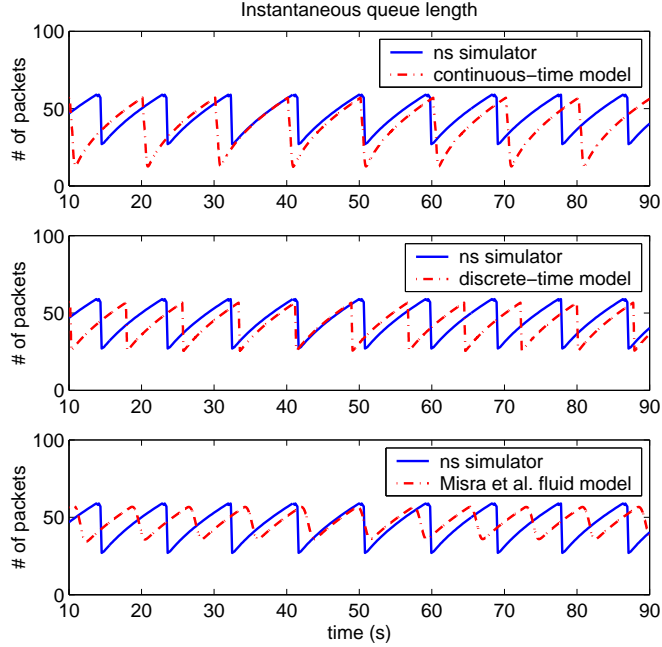 Instantaneous queue length
100
50
0
# of packets
ns simulator
continuous−time model
10 20 30 40 50 60 70 80 90
100
50
0
# of packets
ns simulator
discrete−time model
10 20 30 40 50 60 70 80 90
100
50
0
# of packets
ns simulator
Misra et al. fluid model
10 20 30 40 50 60 70 80 90
time (s)